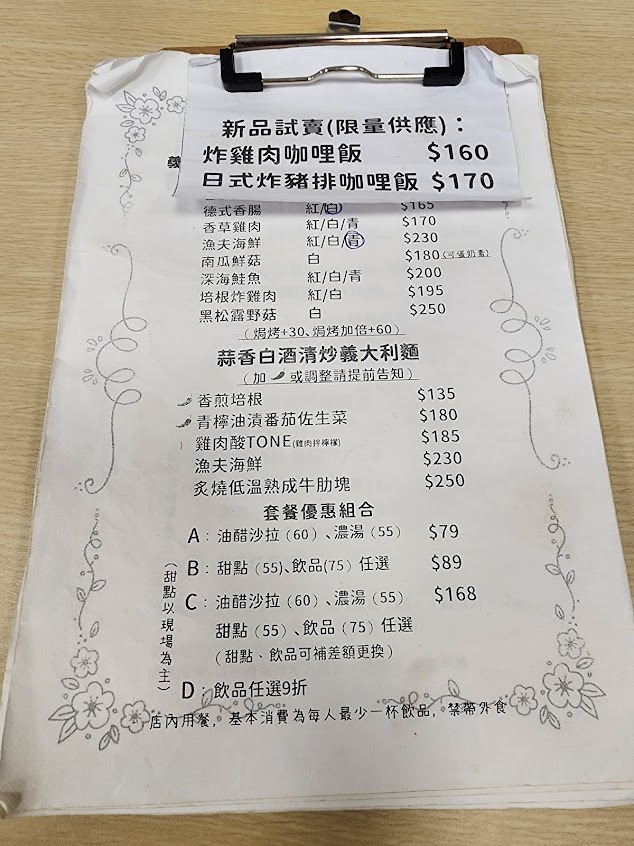 新品試賣(限量供應)：
炸雞肉咖哩飯 $160
日式炸豬排咖哩飯 $170
德式香腸 紅/白 $165
香草雞肉 紅/白/青 $170
漁夫海鮮 紅/白/青 $230
南瓜鮮菇 白 $180(可蛋奶素)
深海鮭魚 紅/白/青 $200
培根炸雞肉 紅/白 $195
黑松露野菇 白 $250
(焗烤+30、焗烤加倍+60)
蒜香白酒清炒義大利麵
(加🌶或調整請提前告知)
香煎培根 $135
青檸油漬番茄佐生菜 $180
雞肉酸TONE(雞肉拌檸檬) $185
漁夫海鮮 $230
炙燒低溫熟成牛肋塊 $250
套餐優惠組合
A：油醋沙拉(60)、濃湯(55) $79
B：甜點(55)、飲品(75)任選 $89
C：油醋沙拉(60)、濃湯(55) $168
甜點(55)、飲品(75)任選
(甜點、飲品可補差額更換)
D：飲品任選9折
(甜點以現場為主)
店內用餐，基本消費為每人最少一杯飲品，禁帶外食